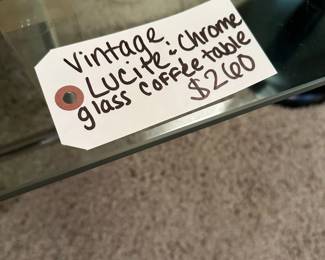 Vintage
Lucite: Chrome
glass coffee table
$260